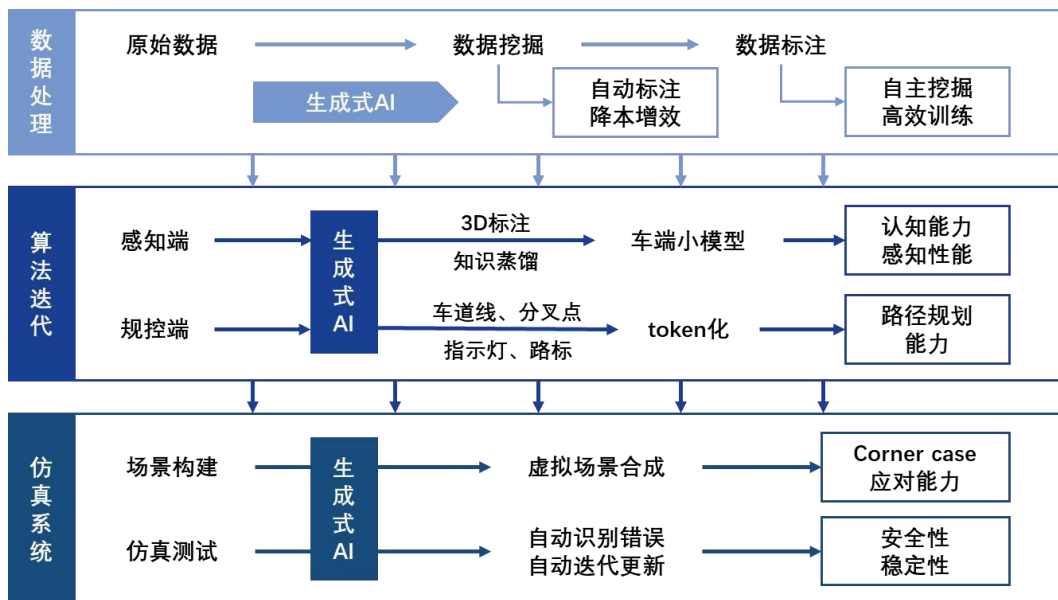 数据处理
原始数据
数据挖掘
数据标注
生成式AI
自动标注
降本增效
自主挖掘
高效训练
算法迭代
感知端
生成式AI
3D标注
知识蒸馏
车端小模型
认知能力
感知性能
规控端
车道线、分叉点
指示灯、路标
token化
路径规划
能力
仿真系统
场景构建
生成式AI
虚拟场景合成
Corner case
应对能力
仿真测试
自动识别错误
自动迭代更新
安全性
稳定性